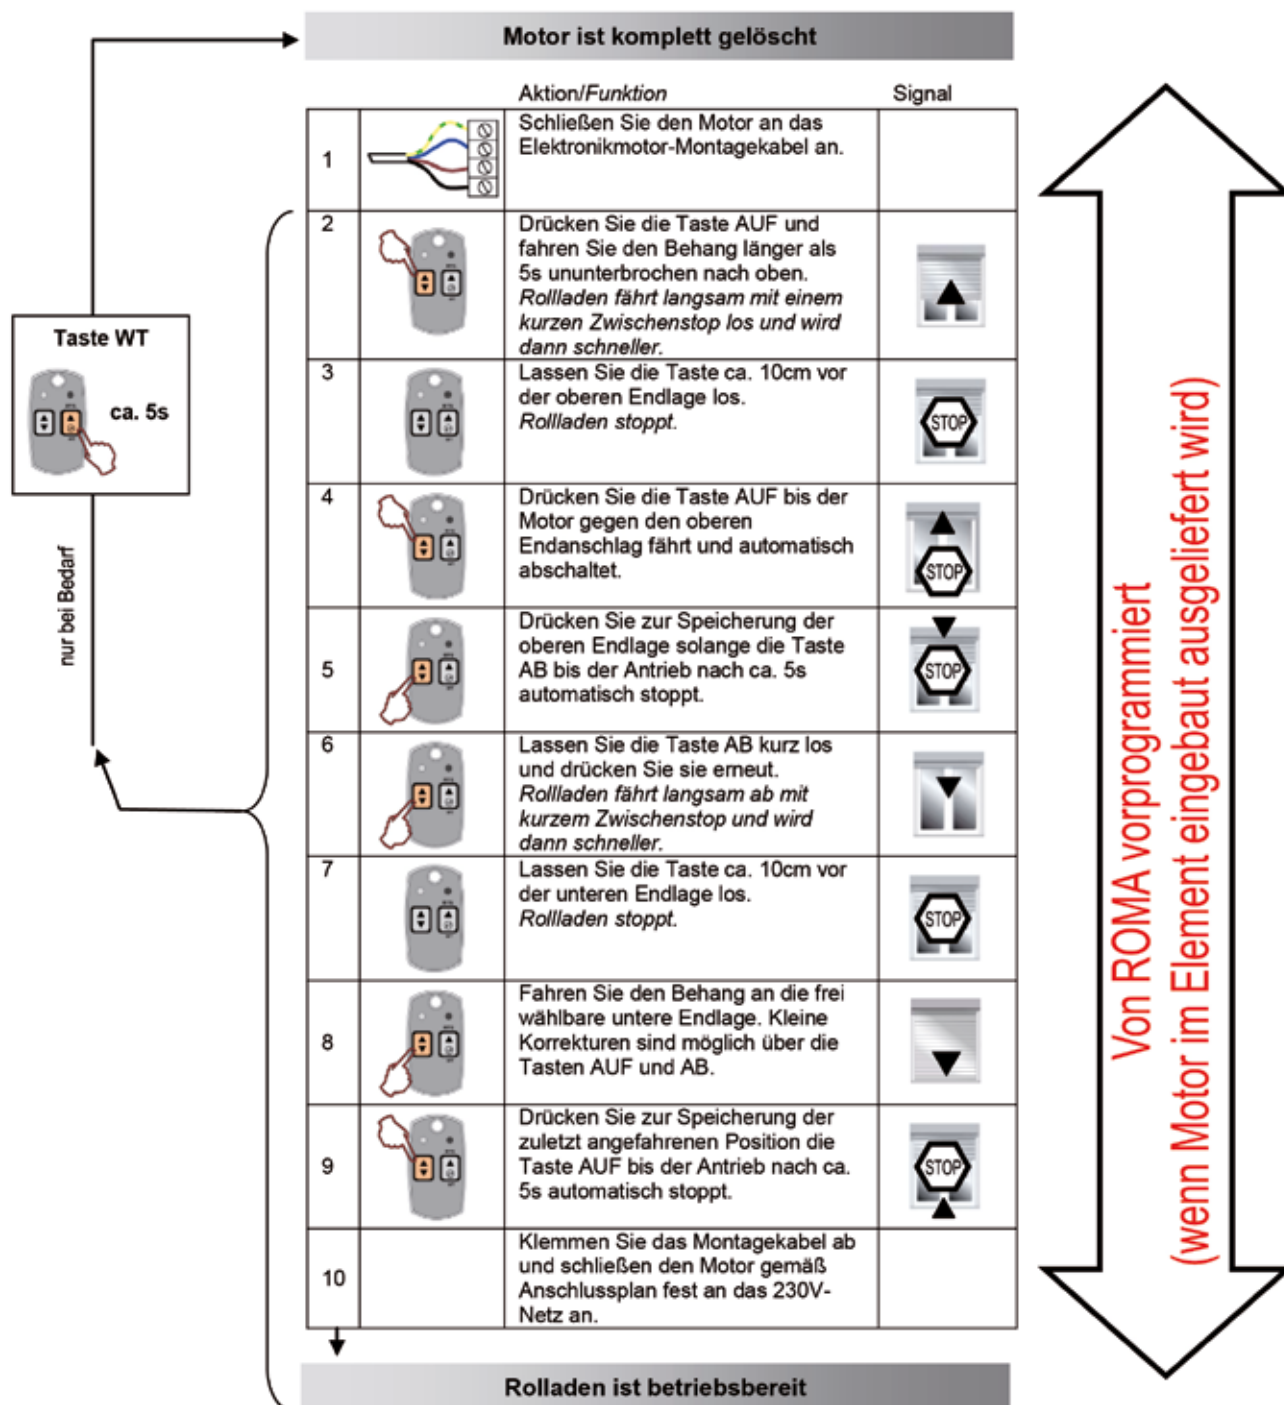 Motor ist komplett gelöscht
Aktion/Funktion
Signal
1
Schließen Sie den Motor an das
Elektronikmotor-Montagekabel an.
2
Drücken Sie die Taste AUF und
fahren Sie den Behang länger als
5s ununterbrochen nach oben.
Rollladen fährt langsam mit einem
kurzen Zwischenstop los und wird
dann schneller.
Taste WT
ca. 5s
nur bei Bedarf
3
Lassen Sie die Taste ca. 10cm vor
der oberen Endlage los.
Rollladen stoppt.
STOP
4
Drücken Sie die Taste AUF bis der
Motor gegen den oberen
Endanschlag fährt und automatisch
abschaltet.
STOP
5
Drücken Sie zur Speicherung der
oberen Endlage solange die Taste
AB bis der Antrieb nach ca. 5s
automatisch stoppt.
STOP
6
Lassen Sie die Taste AB kurz los
und drücken Sie sie erneut.
Rollladen fährt langsam ab mit
kurzem Zwischenstop und wird
dann schneller.
7
Lassen Sie die Taste ca. 10cm vor
der unteren Endlage los.
Rollladen stoppt.
STOP
8
Fahren Sie den Behang an die frei
wählbare untere Endlage. Kleine
Korrekturen sind möglich über die
Tasten AUF und AB.
9
Drücken Sie zur Speicherung der
zuletzt angefahrenen Position die
Taste AUF bis der Antrieb nach ca.
5s automatisch stoppt.
STOP
10
Klemmen Sie das Montagekabel ab
und schließen den Motor gemäß
Anschlussplan fest an das 230V-
Netz an.
Rolladen ist betriebsbereit
Von ROMA vorprogrammiert
(wenn Motor im Element eingebaut ausgeliefert wird)